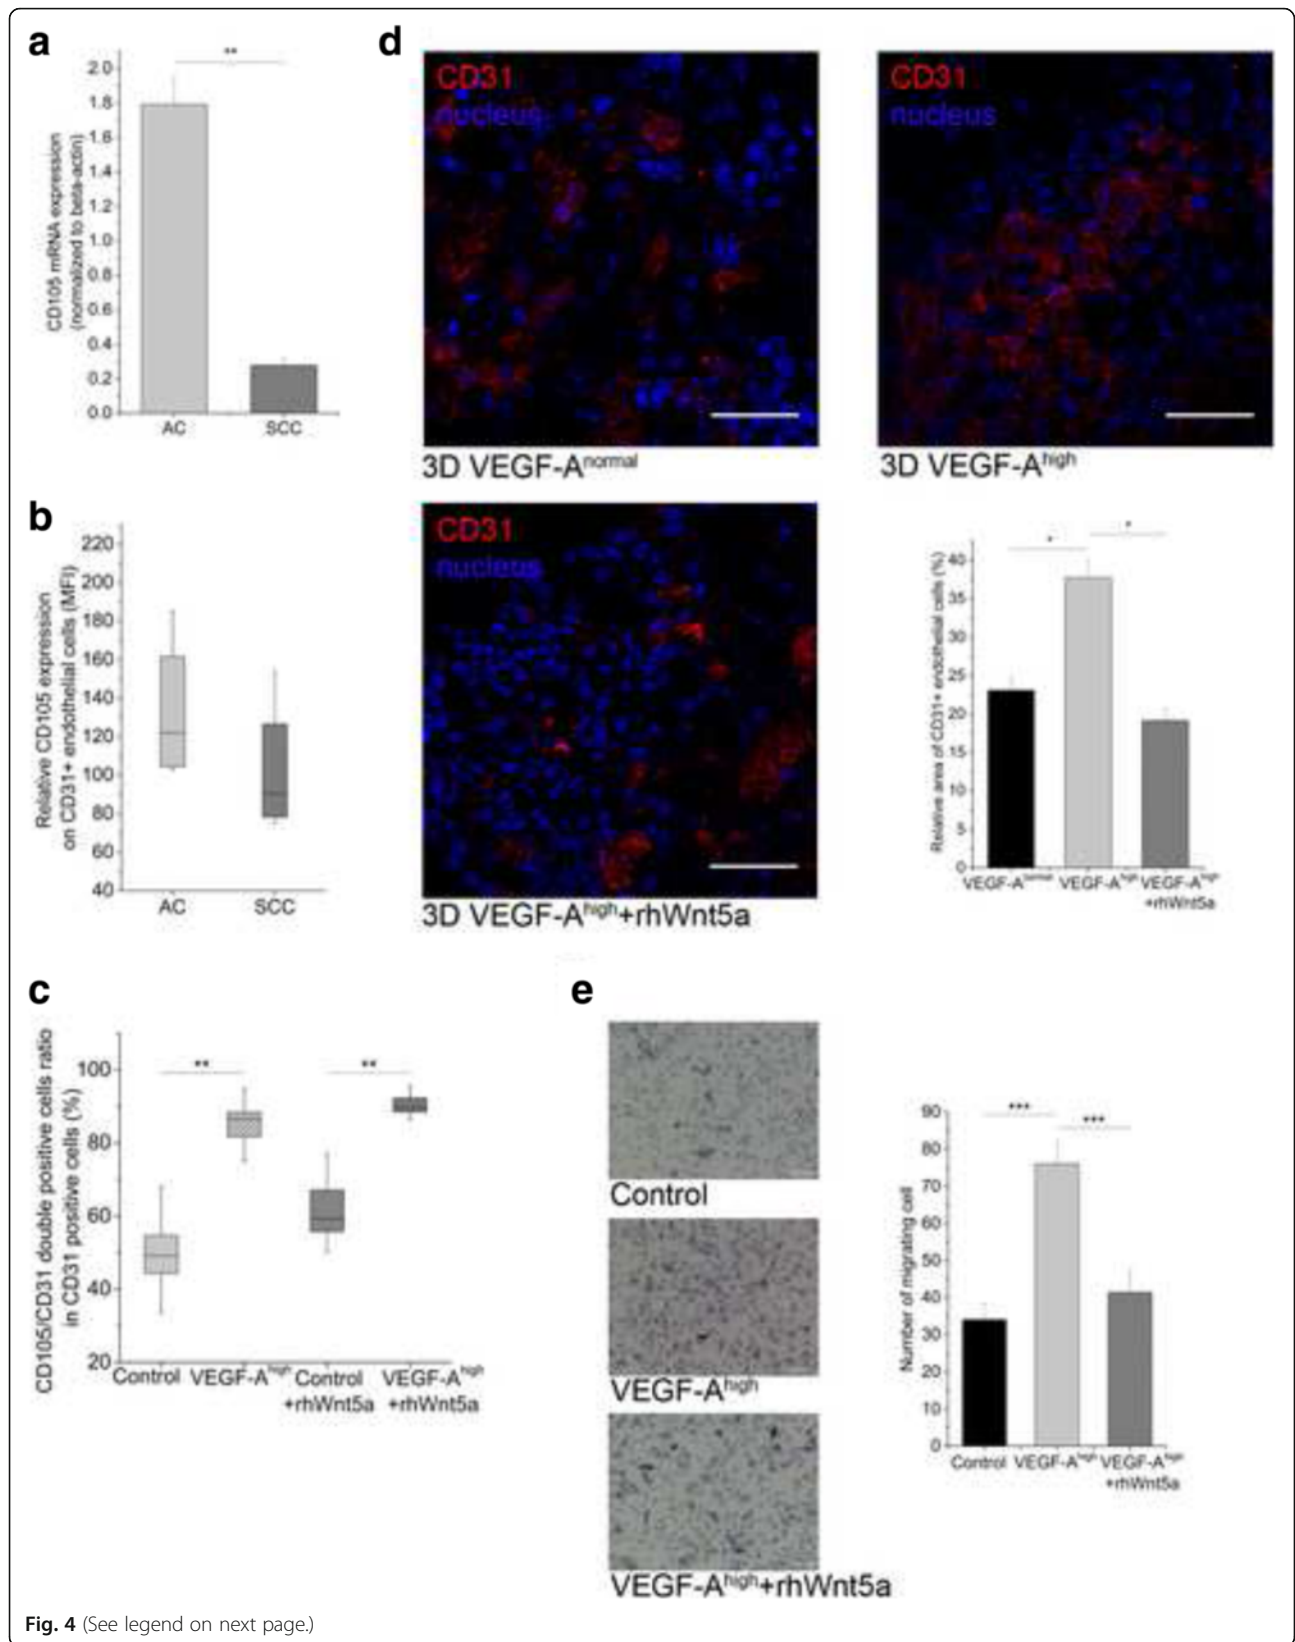 a
**
CD105 mRNA expression
(normalized to beta-actin)
2.0
1.8
1.6
1.4
1.2
1.0
0.8
0.6
0.4
0.2
0.0
AC SCC
b
Relative CD105 expression
on CD31+ endothelial cells (MFI)
220
200
180
160
140
120
100
80
60
40
AC SCC
c
CD105/CD31 double positive cells ratio
in CD31 positive cells (%)
100
80
60
40
20
** **
Control VEGF-Ahigh Control VEGF-Ahigh
+rhWnt5a +rhWnt5a
d
CD31
nucleus
3D VEGF-Anormal
CD31
nucleus
3D VEGF-Ahigh
CD31
nucleus
3D VEGF-Ahigh+rhWnt5a
Relative area of CD31+ endothelial cells (%)
* *
40
35
30
25
20
15
10
5
0
VEGF-Anormal VEGF-Ahigh VEGF-Ahigh
+rhWnt5a
e
Control
VEGF-Ahigh
VEGF-Ahigh+rhWnt5a
Number of migrating cell
*** ***
90
80
70
60
50
40
30
20
10
0
Control VEGF-Ahigh VEGF-Ahigh
+rhWnt5a
Fig. 4 (See legend on next page.)